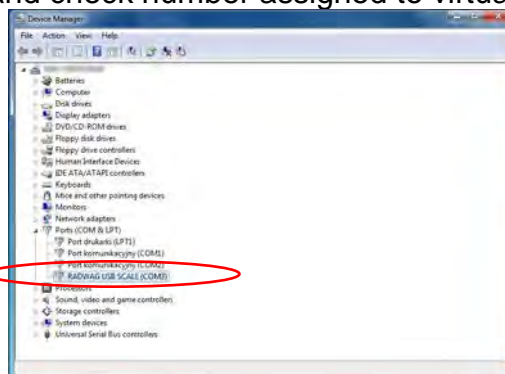 and check number assigned to virtual
Device Manager
File Action View Help
Batteries
Computer
Disk drives
Display adapters
DVD/CD-ROM drives
Floppy disk drives
Floppy drive controllers
Human Interface Devices
IDE ATA/ATAPI controllers
Keyboards
Mice and other pointing devices
Monitors
Network adapters
Ports (COM & LPT)
Port drukarki (LPT1)
Port komunikacyjny (COM1)
Port komunikacyjny (COM2)
RADWAG USB SCALE (COM3)
Processors
Sound, video and game controllers
Storage controllers
System devices
Universal Serial Bus controllers